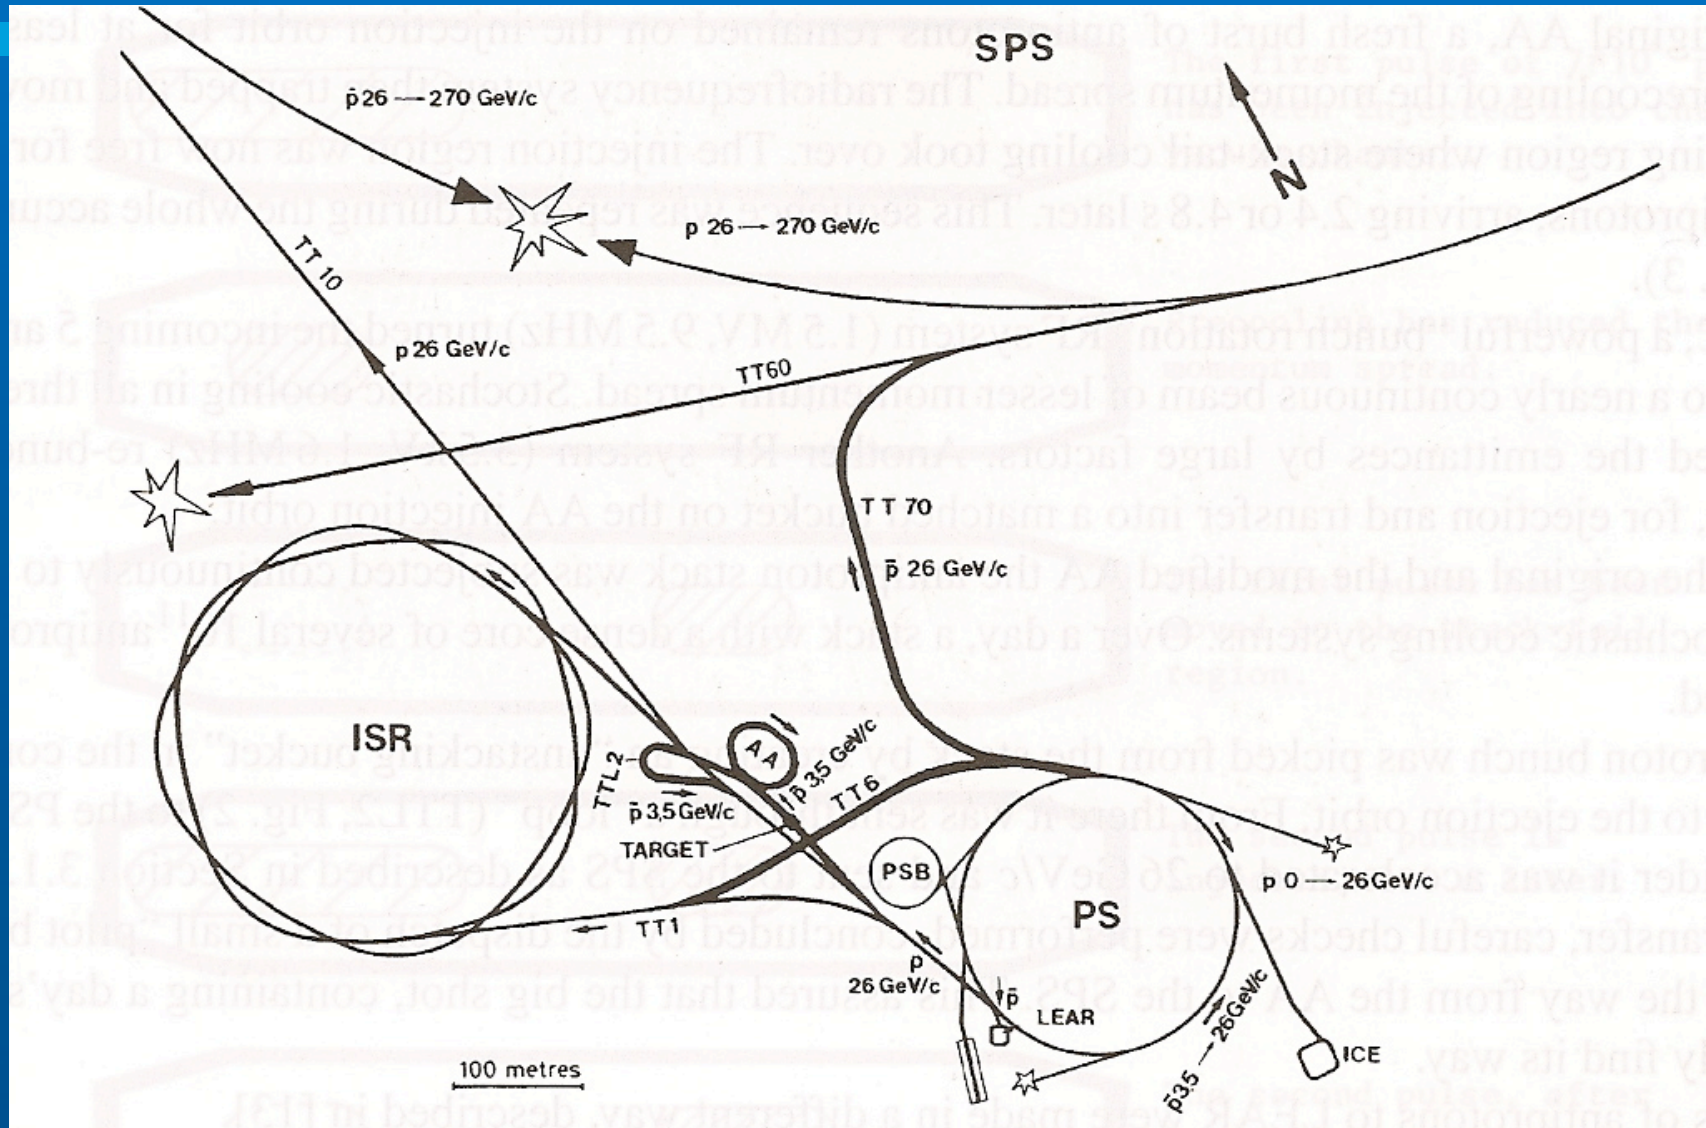 SPS
p̄ 26 → 270 GeV/c
N
p 26 → 270 GeV/c
TT 10
p 26 GeV/c
TT60
TT 70
p̄ 26 GeV/c
ISR
AA
TTL2
p̄ 3.5 GeV/c
p̄ 3,5 GeV/c
TT6
TARGET
PSB
p 0 → 26 GeV/c
PS
TT1
p
26 GeV/c
p̄
LEAR
p̄ 3.5 → 26 GeV/c
ICE
100 metres